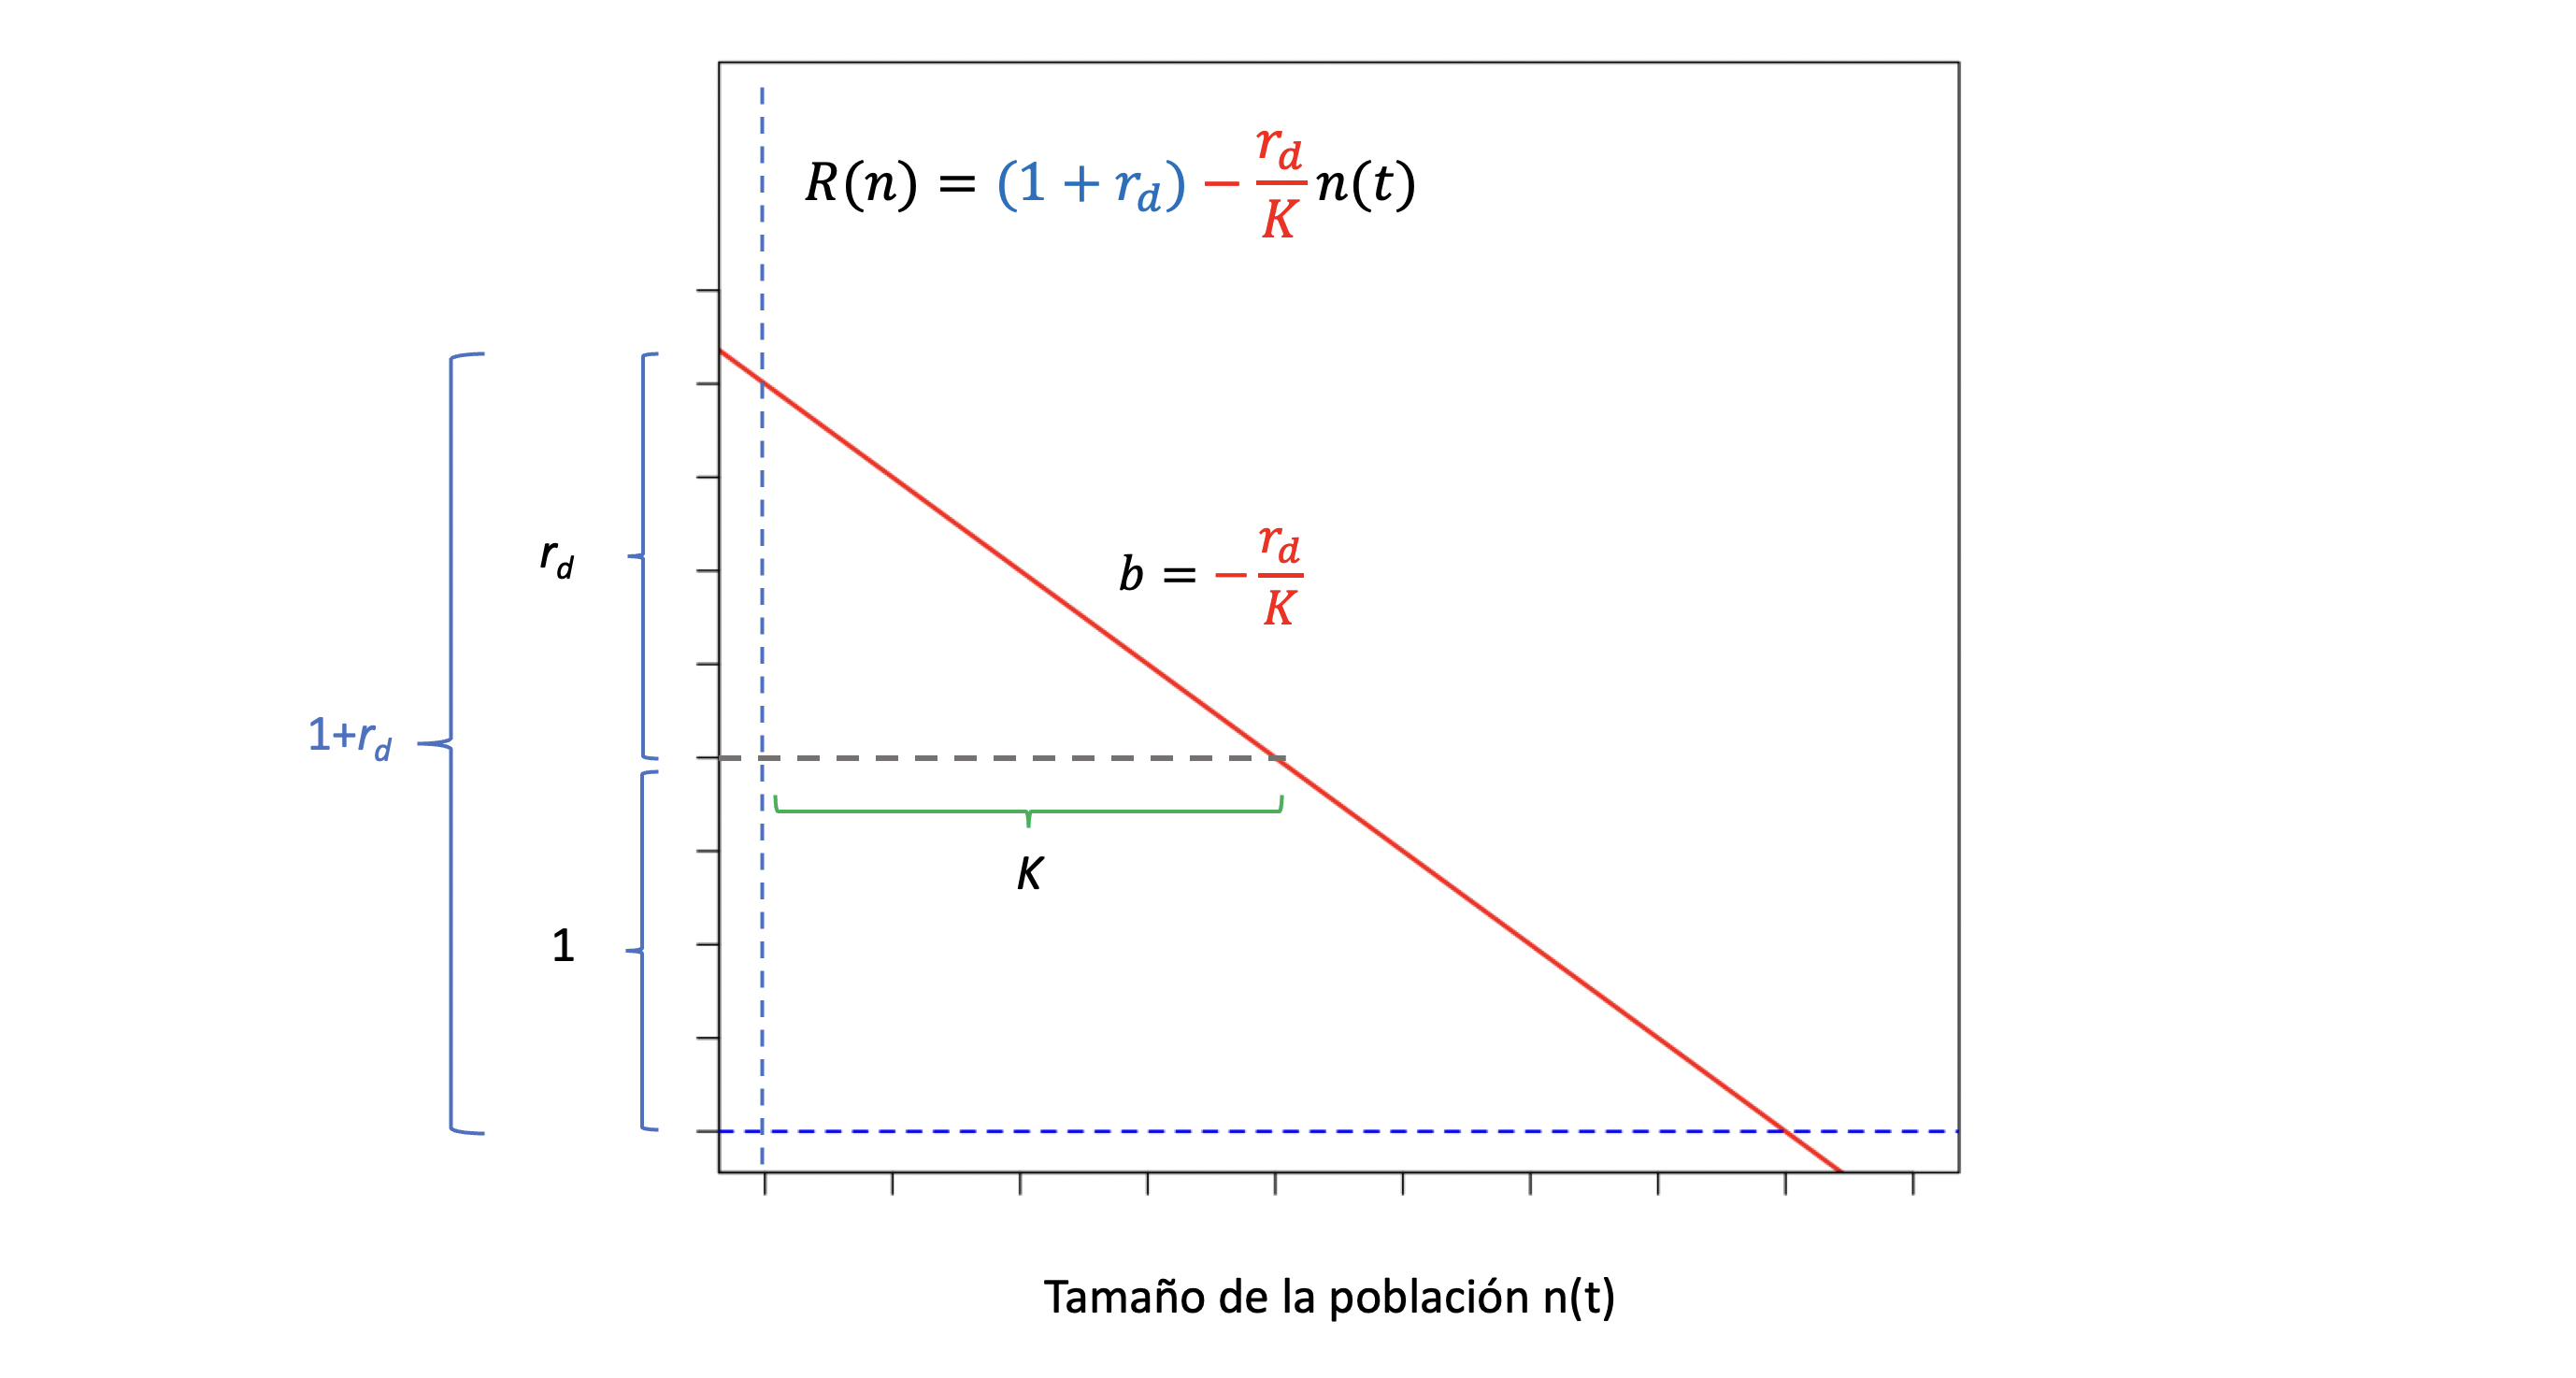 R(n) = (1 + r_d) − r_d/K n(t)
r_d
b = − r_d/K
1+r_d
K
1
Tamaño de la población n(t)